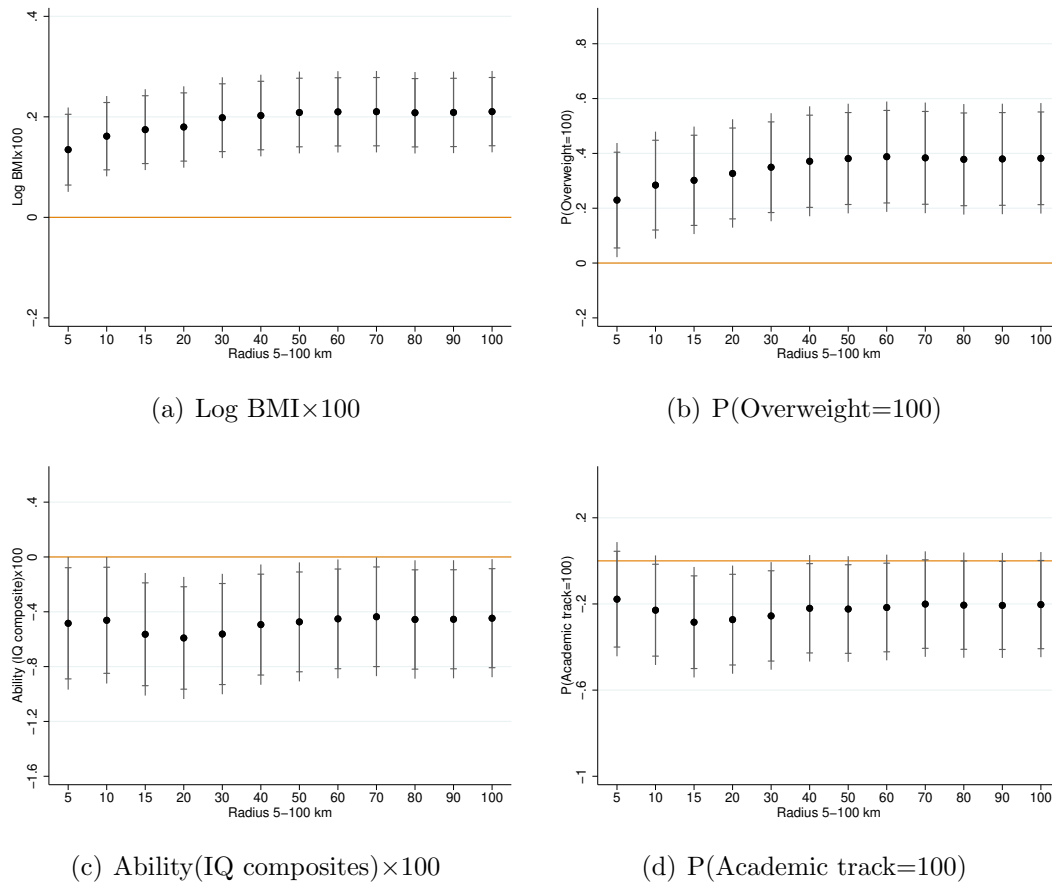 Log BMIx100
.4
.2
0
-.2
5 10 15 20 30 40 50 60 70 80 90 100
Radius 5-100 km
(a) Log BMI×100
P(Overweight=100)
.8
.6
.4
.2
0
-.2
5 10 15 20 30 40 50 60 70 80 90 100
Radius 5-100 km
(b) P(Overweight=100)
Ability (IQ composite)x100
.4
0
-.4
-.8
-1.2
-1.6
5 10 15 20 30 40 50 60 70 80 90 100
Radius 5-100 km
(c) Ability(IQ composites)×100
P(Academic track=100)
.2
-.2
-.6
-1
5 10 15 20 30 40 50 60 70 80 90 100
Radius 5-100 km
(d) P(Academic track=100)